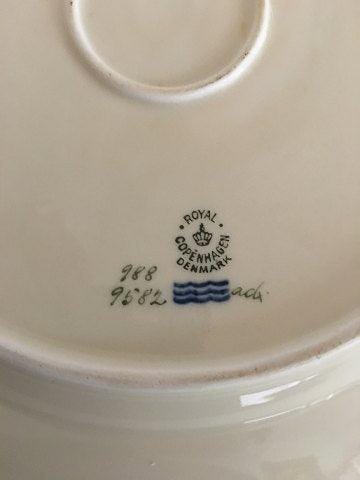 ROYAL
COPENHAGEN
DENMARK
988
9582